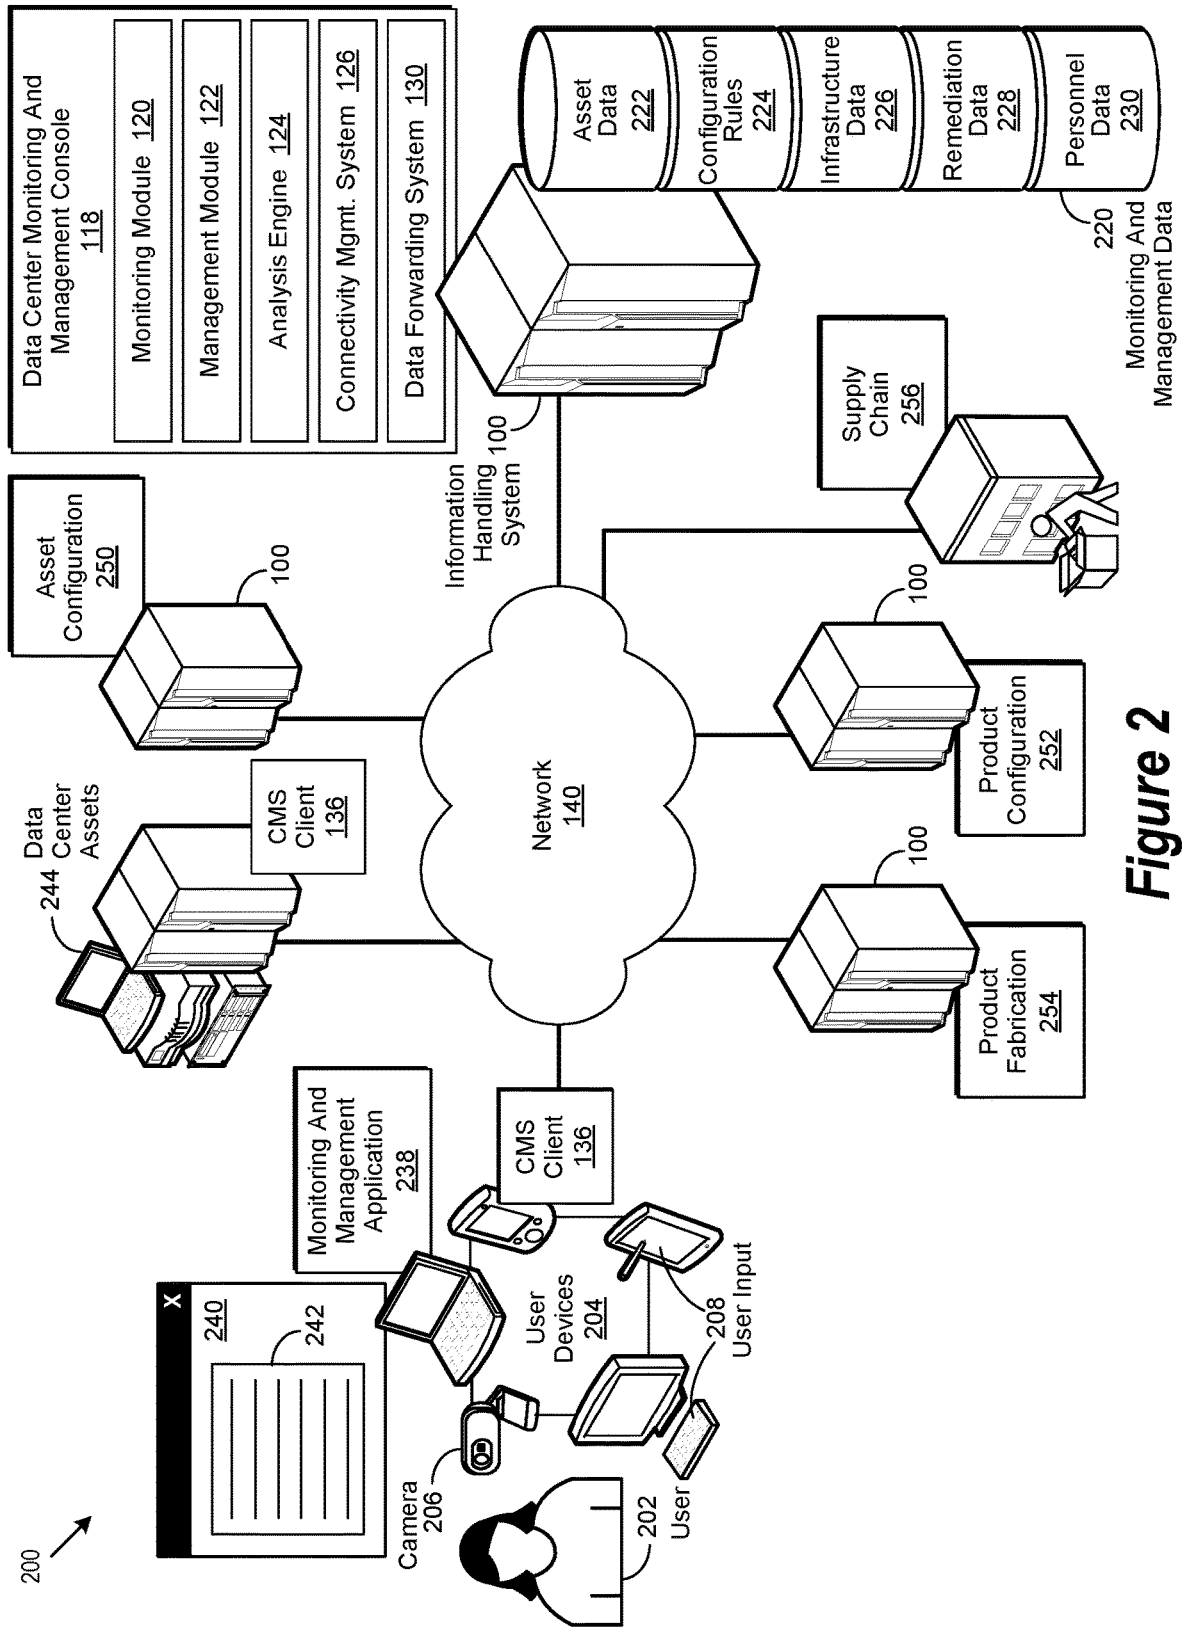 200
X
240
242
Monitoring And
Management
Application
238
Camera
206
User
Devices
204
208
User Input
202
User
CMS
Client
136
244
Data
Center
Assets
CMS
Client
136
Asset
Configuration
250
100
Data Center Monitoring And
Management Console
118
Monitoring Module 120
Management Module 122
Analysis Engine 124
Connectivity Mgmt. System 126
Data Forwarding System 130
Information
Handling
System
100
Asset
Data
222
Configuration
Rules
224
Infrastructure
Data
226
Remediation
Data
228
Personnel
Data
230
220
Monitoring And
Management Data
Network
140
Product
Fabrication
254
100
Product
Configuration
252
100
Supply
Chain
256
Figure 2